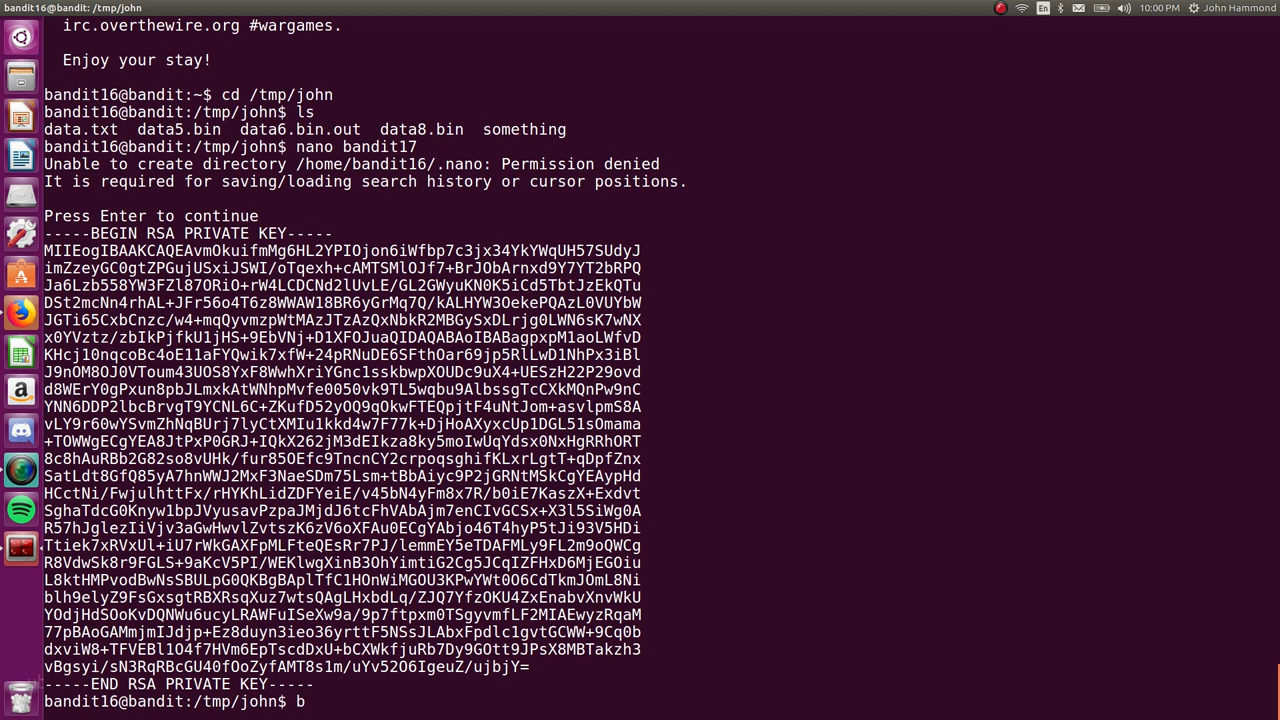 bandit16@bandit: /tmp/john
En
10:00 PM
John Hammond
irc.overthewire.org #wargames.
Enjoy your stay!
bandit16@bandit:~$ cd /tmp/john
bandit16@bandit:/tmp/john$ ls
data.txt  data5.bin  data6.bin.out  data8.bin  something
bandit16@bandit:/tmp/john$ nano bandit17
Unable to create directory /home/bandit16/.nano: Permission denied
It is required for saving/loading search history or cursor positions.
Press Enter to continue
-----BEGIN RSA PRIVATE KEY-----
MIIEogIBAAKCAQEAvmOkuifmMg6HL2YPIOjon6iWfbp7c3jx34YkYWqUH57SUdyJ
imZzeyGC0gtZPGujUSxiJSWI/oTqexh+cAMTSMlOJf7+BrJObArnxd9Y7YT2bRPQ
Ja6Lzb558YW3FZl87ORiO+rW4LCDCNd2lUvLE/GL2GWyuKN0K5iCd5TbtJzEkQTu
DSt2mcNn4rhAL+JFr56o4T6z8WWAW18BR6yGrMq7Q/kALHYW3OekePQAzL0VUYbW
JGTi65CxbCnzc/w4+mqQyvmzpWtMAzJTzAzQxNbkR2MBGySxDLrjg0LWN6sK7wNX
x0YVztz/zbIkPjfkU1jHS+9EbVNj+D1XFOJuaQIDAQABAoIBABagpxpM1aoLWfvD
KHcj10nqcoBc4oE11aFYQwik7xfW+24pRNuDE6SFthOar69jp5RlLwD1NhPx3iBl
J9nOM8OJ0VToum43UOS8YxF8WwhXriYGnc1sskbwpXOUDc9uX4+UESzH22P29ovd
d8WErY0gPxun8pbJLmxkAtWNhpMvfe0050vk9TL5wqbu9AlbssgTcCXkMQnPw9nC
YNN6DDP2lbcBrvgT9YCNL6C+ZKufD52yOQ9qOkwFTEQpjtF4uNtJom+asvlpmS8A
vLY9r60wYSvmZhNqBUrj7lyCtXMIu1kkd4w7F77k+DjHoAXyxcUp1DGL51sOmama
+TOWWgECgYEA8JtPxP0GRJ+IQkX262jM3dEIkza8ky5moIwUqYdsx0NxHgRRhORT
8c8hAuRBb2G82so8vUHk/fur85OEfc9TncnCY2crpoqsghifKLxrLgtT+qDpfZnx
SatLdt8GfQ85yA7hnWWJ2MxF3NaeSDm75Lsm+tBbAiyc9P2jGRNtMSkCgYEAypHd
HCctNi/FwjulhttFx/rHYKhLidZDFYeiE/v45bN4yFm8x7R/b0iE7KaszX+Exdvt
SghaTdcG0Knyw1bpJVyusavPzpaJMjdJ6tcFhVAbAjm7enCIvGCSx+X3l5SiWg0A
R57hJglezIiVjv3aGwHwvlZvtszK6zV6oXFAu0ECgYAbjo46T4hyP5tJi93V5HDi
Ttiek7xRVxUl+iU7rWkGAXFpMLFteQEsRr7PJ/lemmEY5eTDAFMLy9FL2m9oQWCg
R8VdwSk8r9FGLS+9aKcV5PI/WEKlwgXinB3OhYimtiG2Cg5JCqIZFHxD6MjEGOiu
L8ktHMPvodBwNsSBULpG0QKBgBAplTfC1HOnWiMGOU3KPwYWt0O6CdTkmJOmL8Ni
blh9elyZ9FsGxsgtRBXRsqXuz7wtsQAgLHxbdLq/ZJQ7YfzOKU4ZxEnabvXnvWkU
YOdjHdSOoKvDQNWu6ucyLRAWFuISeXw9a/9p7ftpxm0TSgyvmfLF2MIAEwyzRqaM
77pBAoGAMmjmIJdjp+Ez8duyn3ieo36yrttF5NSsJLAbxFpdlc1gvtGCWW+9Cq0b
dxviW8+TFVEBl1O4f7HVm6EpTscdDxU+bCXWkfjuRb7Dy9GOtt9JPsX8MBTakzh3
vBgsyi/sN3RqRBcGU40fOoZyfAMT8s1m/uYv52O6IgeuZ/ujbjY=
-----END RSA PRIVATE KEY-----
bandit16@bandit:/tmp/john$ b